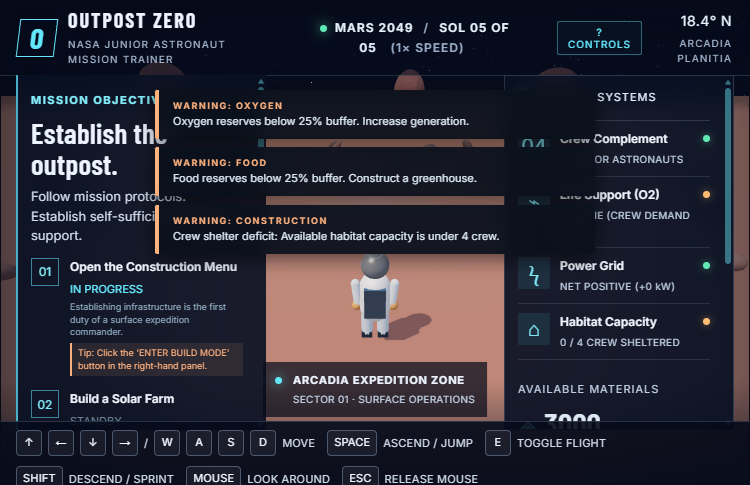 0
OUTPOST ZERO
NASA JUNIOR ASTRONAUT
MISSION TRAINER
MARS 2049 / SOL 05 OF
05 (1× SPEED)
?
CONTROLS
18.4° N
ARCADIA
PLANITIA
MISSION OBJECTIV
Establish the
outpost.
Follow mission protocols.
Establish self-suffici
support.
01
Open the Construction Menu
IN PROGRESS
Establishing infrastructure is the first
duty of a surface expedition
commander.
Tip: Click the 'ENTER BUILD MODE'
button in the right-hand panel.
02
Build a Solar Farm
STANDBY
WARNING: OXYGEN
Oxygen reserves below 25% buffer. Increase generation.
WARNING: FOOD
Food reserves below 25% buffer. Construct a greenhouse.
WARNING: CONSTRUCTION
Crew shelter deficit: Available habitat capacity is under 4 crew.
ARCADIA EXPEDITION ZONE
SECTOR 01 · SURFACE OPERATIONS
SYSTEMS
04
Crew Complement
OR ASTRONAUTS
Life Support (O2)
E (CREW DEMAND
Power Grid
NET POSITIVE (+0 kW)
Habitat Capacity
0 / 4 CREW SHELTERED
AVAILABLE MATERIALS
3000
↑ ← ↓ → / W A S D MOVE SPACE ASCEND / JUMP E TOGGLE FLIGHT
SHIFT DESCEND / SPRINT MOUSE LOOK AROUND ESC RELEASE MOUSE